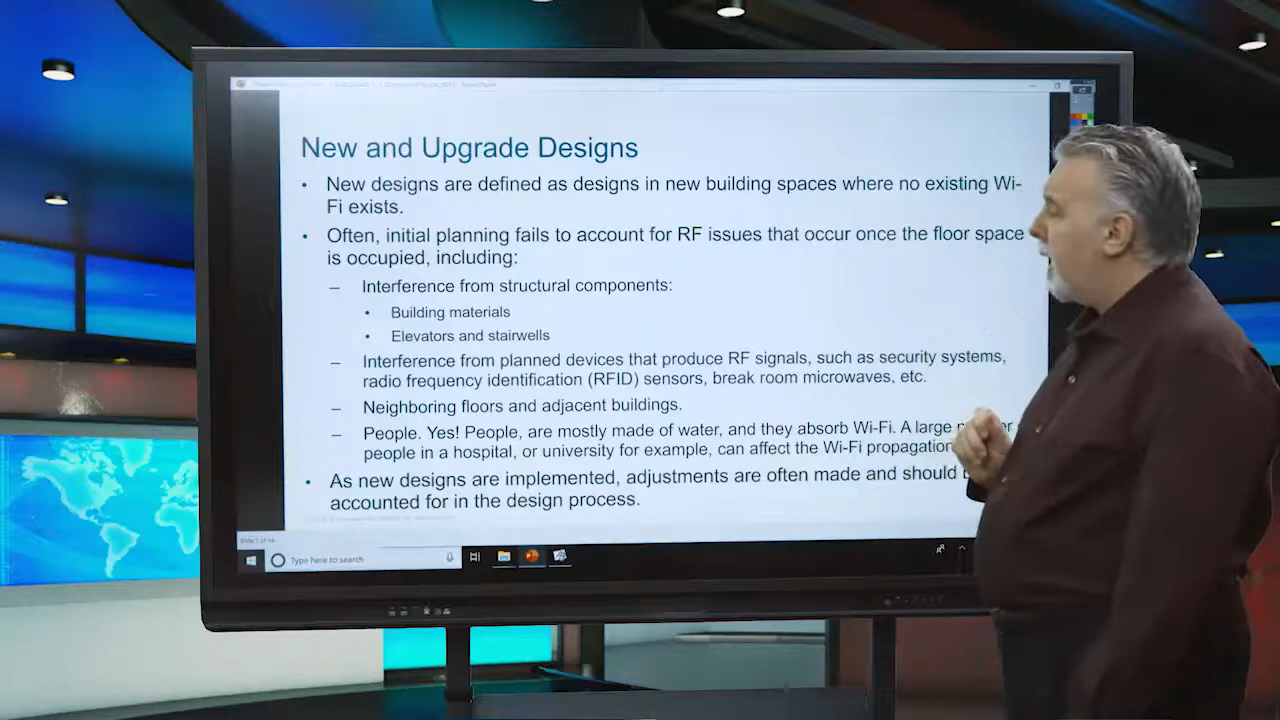 New and Upgrade Designs
• New designs are defined as designs in new building spaces where no existing Wi-
Fi exists.
• Often, initial planning fails to account for RF issues that occur once the floor space
is occupied, including:
– Interference from structural components:
• Building materials
• Elevators and stairwells
– Interference from planned devices that produce RF signals, such as security systems,
radio frequency identification (RFID) sensors, break room microwaves, etc.
– Neighboring floors and adjacent buildings.
– People. Yes! People, are mostly made of water, and they absorb Wi-Fi. A large
people in a hospital, or university for example, can affect the Wi-Fi propagation
• As new designs are implemented, adjustments are often made and should
accounted for in the design process.
Type here to search